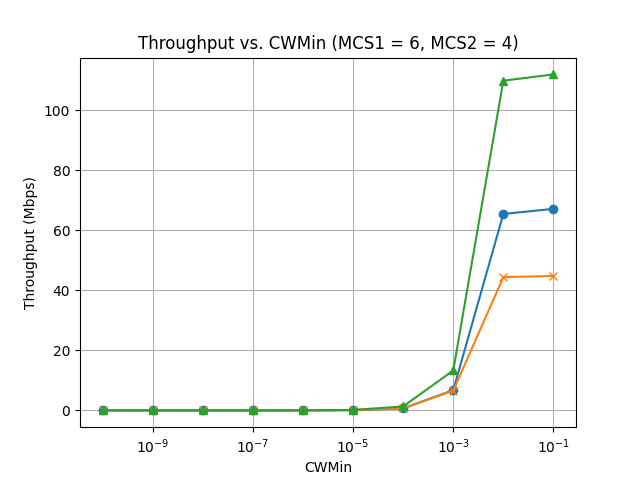 Throughput vs. CWMin (MCS1 = 6, MCS2 = 4)
Throughput (Mbps)
100
80
60
40
20
0
10⁻⁹ 10⁻⁷ 10⁻⁵ 10⁻³ 10⁻¹
CWMin